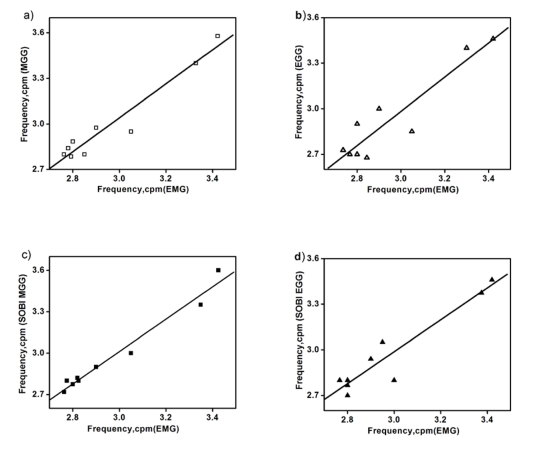 a)
Frequency,cpm (MGG)
3.6
3.3
3.0
2.7
2.8 3.0 3.2 3.4
Frequency,cpm(EMG)
b)
Frequency,cpm (EGG)
3.6
3.3
3.0
2.7
2.8 3.0 3.2 3.4
Frequency,cpm(EMG)
c)
Frequency,cpm (SOBI MGG)
3.6
3.3
3.0
2.7
2.8 3.0 3.2 3.4
Frequency,cpm(EMG)
d)
Frequency,cpm (SOBI EGG)
3.6
3.3
3.0
2.7
2.8 3.0 3.2 3.4
Frequency,cpm(EMG)